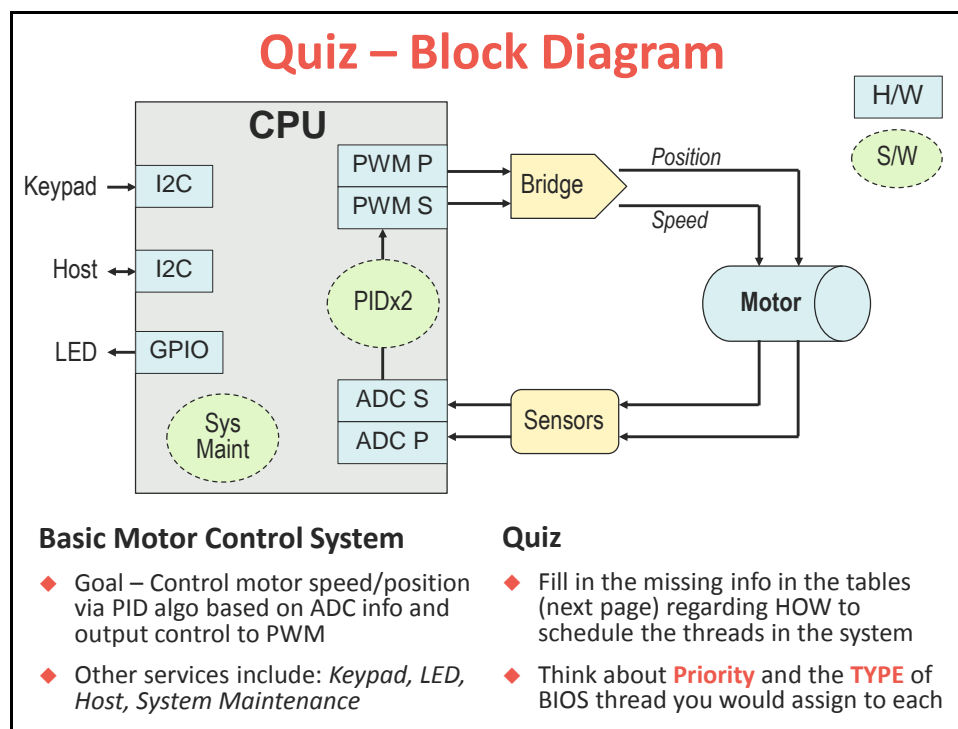 Quiz – Block Diagram
H/W
S/W
CPU
Keypad
I2C
Host
I2C
LED
GPIO
Sys
Maint
PWM P
PWM S
PIDx2
ADC S
ADC P
Bridge
Position
Speed
Motor
Sensors
Basic Motor Control System
Goal – Control motor speed/position
via PID algo based on ADC info and
output control to PWM
Other services include: Keypad, LED,
Host, System Maintenance
Quiz
Fill in the missing info in the tables
(next page) regarding HOW to
schedule the threads in the system
Think about Priority and the TYPE of
BIOS thread you would assign to each